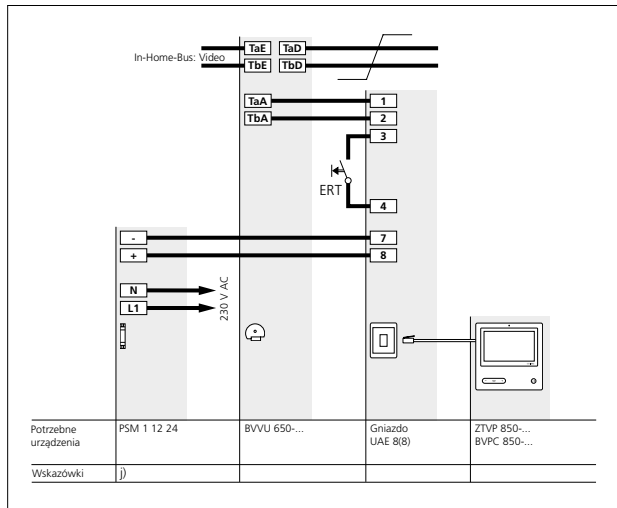 In-Home-Bus: Video
TaE TaD
TbE TbD
TaA 1
TbA 2
3
ERT
4
- 7
+ 8
N
L1
230 V AC
Potrzebne urządzenia
PSM 1 12 24
BVVU 650-...
Gniazdo
UAE 8(8)
ZTVP 850-...
BVPC 850-...
Wskazówki
j)